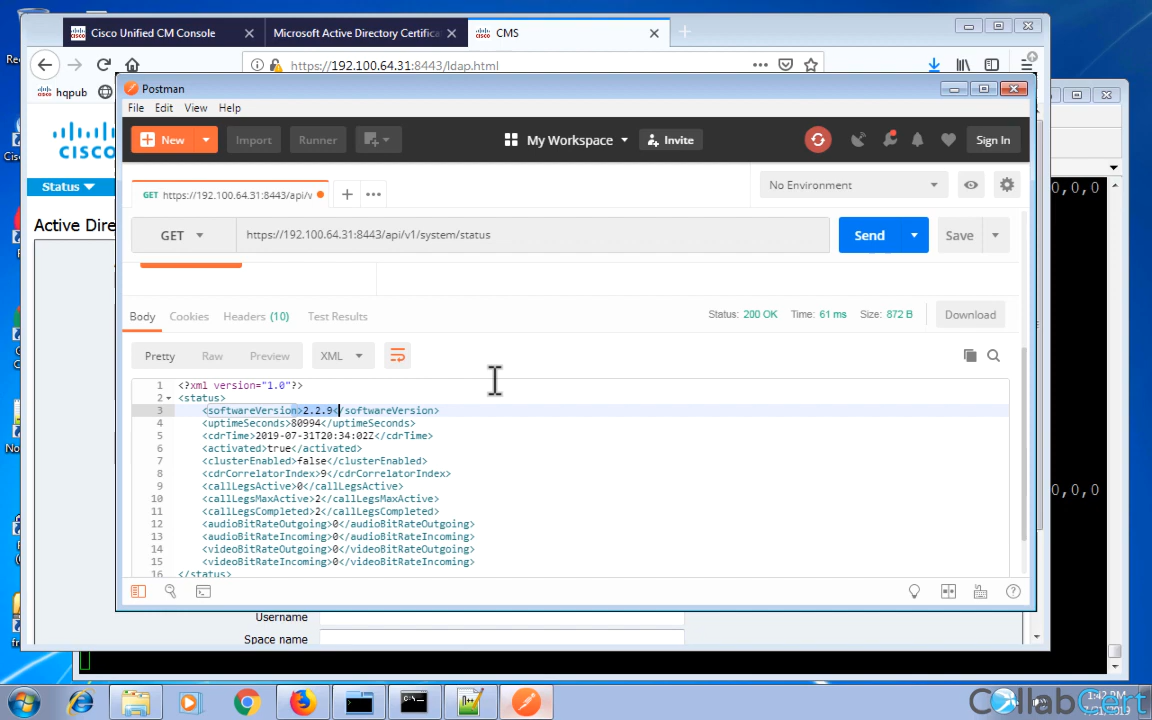 Cisco Unified CM Console
Microsoft Active Directory Certifica
CMS
https://192.100.64.31:8443/ldap.html
hqpub
Postman
File Edit View Help
New
Import
Runner
My Workspace
Invite
Sign In
cisco
Status
GET https://192.100.64.31:8443/api/v
No Environment
0,0,0
Active Dire
GET
https://192.100.64.31:8443/api/v1/system/status
Send
Save
Body
Cookies
Headers (10)
Test Results
Status: 200 OK Time: 61 ms Size: 872 B
Download
Pretty
Raw
Preview
XML
1 <?xml version="1.0"?>
2 <status>
3 <softwareVersion>2.2.9</softwareVersion>
4 <uptimeSeconds>80994</uptimeSeconds>
5 <cdrTime>2019-07-31T20:34:02Z</cdrTime>
6 <activated>true</activated>
7 <clusterEnabled>false</clusterEnabled>
8 <cdrCorrelatorIndex>9</cdrCorrelatorIndex>
9 <callLegsActive>0</callLegsActive>
10 <callLegsMaxActive>2</callLegsMaxActive>
11 <callLegsCompleted>2</callLegsCompleted>
12 <audioBitRateOutgoing>0</audioBitRateOutgoing>
13 <audioBitRateIncoming>0</audioBitRateIncoming>
14 <videoBitRateOutgoing>0</videoBitRateOutgoing>
15 <videoBitRateIncoming>0</videoBitRateIncoming>
16 </status>
0,0,0
Username
Space name
COLLABCERT